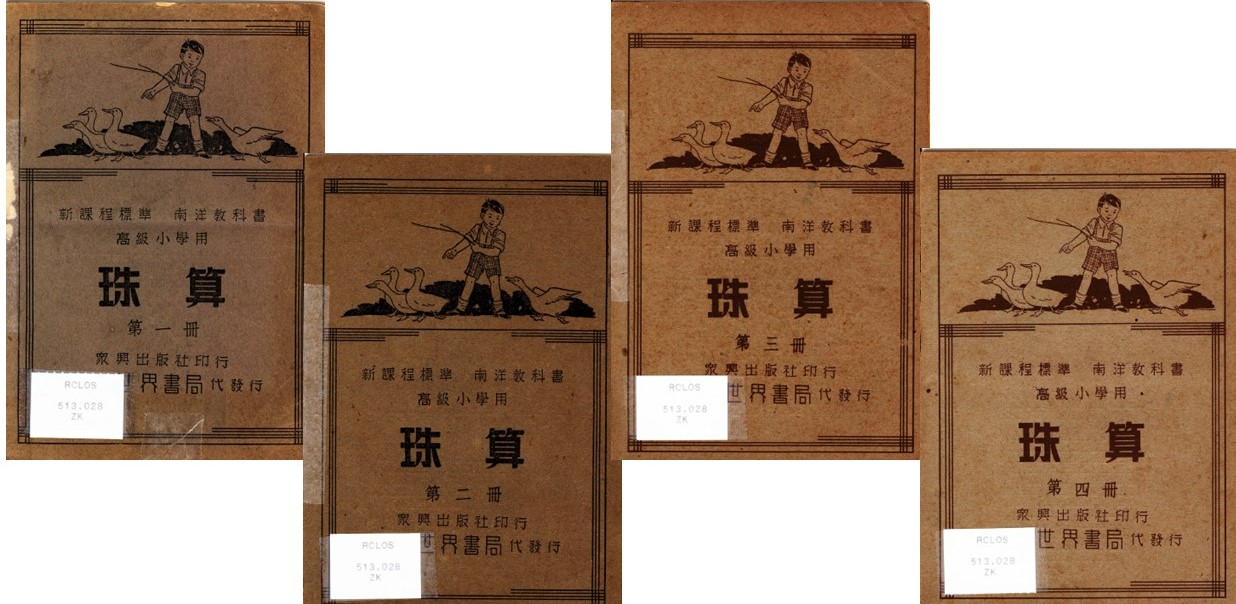 新課程標準 南洋教科書
高級小學用
珠算
第一冊
眾興出版社印行
世界書局代發行
RCLOS
513.028
ZK
新課程標準 南洋教科書
高級小學用
珠算
第二冊
眾興出版社印行
世界書局代發行
RCLOS
513.028
ZK
新課程標準 南洋教科書
高級小學用
珠算
第三冊
眾興出版社印行
世界書局代發行
RCLOS
513.028
ZK
新課程標準 南洋教科書
高級小學用
珠算
第四冊
眾興出版社印行
世界書局代發行
RCLOS
513.028
ZK